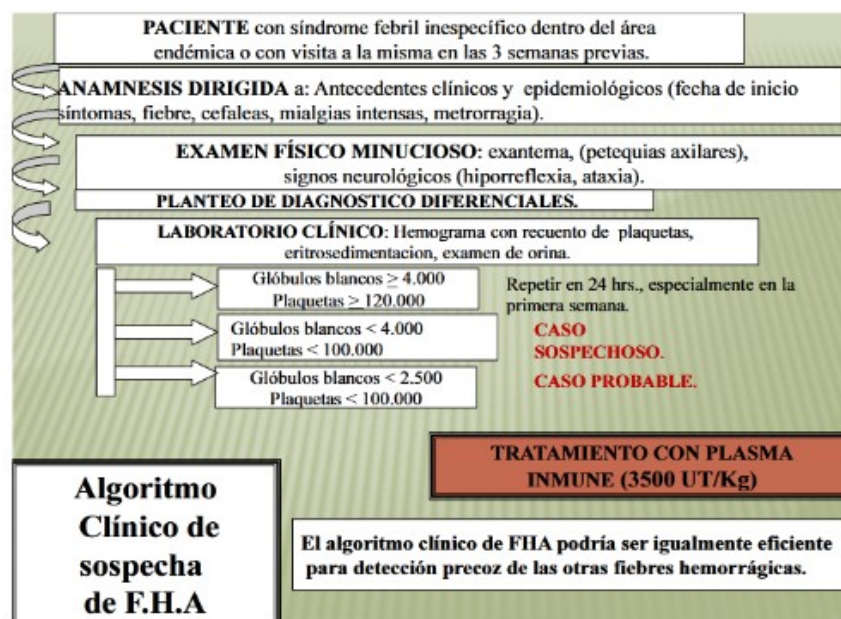 PACIENTE con síndrome febril inespecífico dentro del área
endémica o con visita a la misma en las 3 semanas previas.
ANAMNESIS DIRIGIDA a: Antecedentes clínicos y epidemiológicos (fecha de inicio
síntomas, fiebre, cefaleas, mialgias intensas, metrorragia).
EXAMEN FÍSICO MINUCIOSO: exantema, (petequias axilares),
signos neurológicos (hiporreflexia, ataxia).
PLANTEO DE DIAGNOSTICO DIFERENCIALES.
LABORATORIO CLÍNICO: Hemograma con recuento de plaquetas,
eritrosedimentacion, examen de orina.
Glóbulos blancos ≥ 4.000
Plaquetas ≥ 120.000
Repetir en 24 hrs., especialmente en la
primera semana.
Glóbulos blancos < 4.000
Plaquetas < 100.000
CASO
SOSPECHOSO.
Glóbulos blancos < 2.500
Plaquetas < 100.000
CASO PROBABLE.
TRATAMIENTO CON PLASMA
INMUNE (3500 UT/Kg)
Algoritmo
Clínico de
sospecha
de F.H.A
El algoritmo clínico de FHA podría ser igualmente eficiente
para detección precoz de las otras fiebres hemorrágicas.